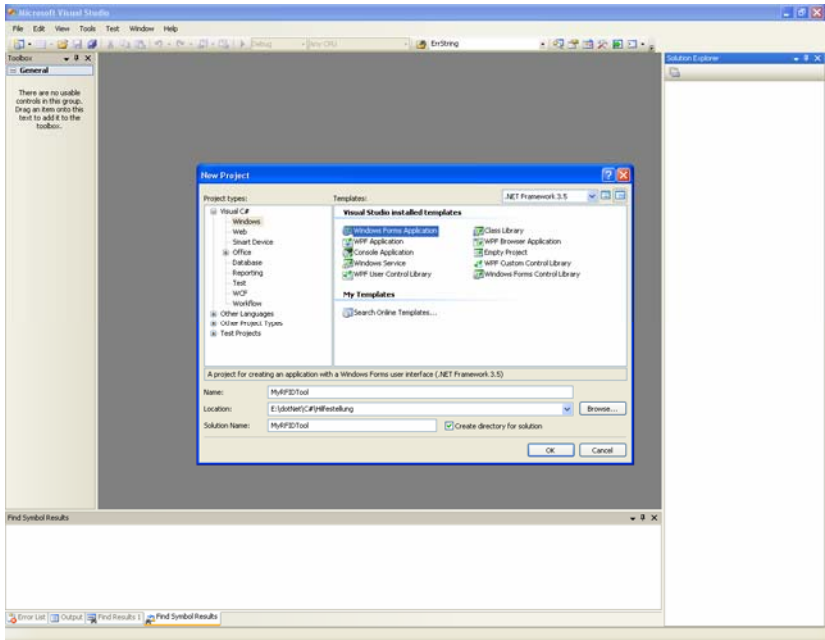 Microsoft Visual Studio
File Edit View Tools Test Window Help
Debug Any CPU ErrString
Toolbox
Solution Explorer
General
There are no usable
controls in this group.
Drag an item onto this
text to add it to the
toolbox.
New Project
Project types:
Templates:
.NET Framework 3.5
Visual C#
Windows
Web
Smart Device
Office
Database
Reporting
Test
WCF
Workflow
Other Languages
Other Project Types
Test Projects
Visual Studio installed templates
Windows Forms Application
Class Library
WPF Application
WPF Browser Application
Console Application
Empty Project
Windows Service
WPF Custom Control Library
WPF User Control Library
Windows Forms Control Library
My Templates
Search Online Templates...
A project for creating an application with a Windows Forms user interface (.NET Framework 3.5)
Name: MyRFIDTool
Location: E:\dotNet\C#\Hilfestellung
Browse...
Solution Name: MyRFIDTool
Create directory for solution
OK Cancel
Find Symbol Results
Error List Output Find Results 1 Find Symbol Results